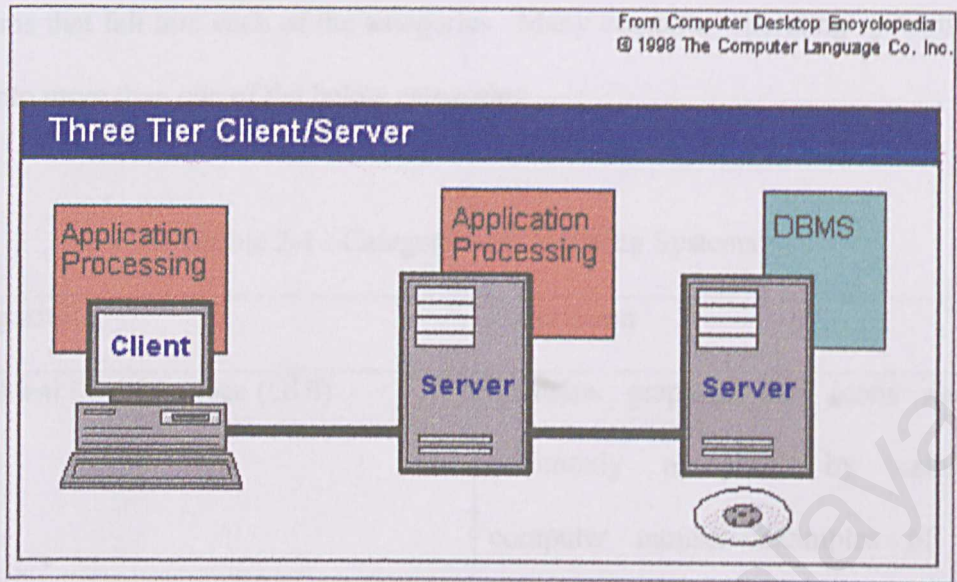 From Computer Desktop Encyolopedia
@ 1998 The Computer Language Co. Inc.
Three Tier Client/Server
Application
Processing
Client
Application
Processing
Server
DBMS
Server